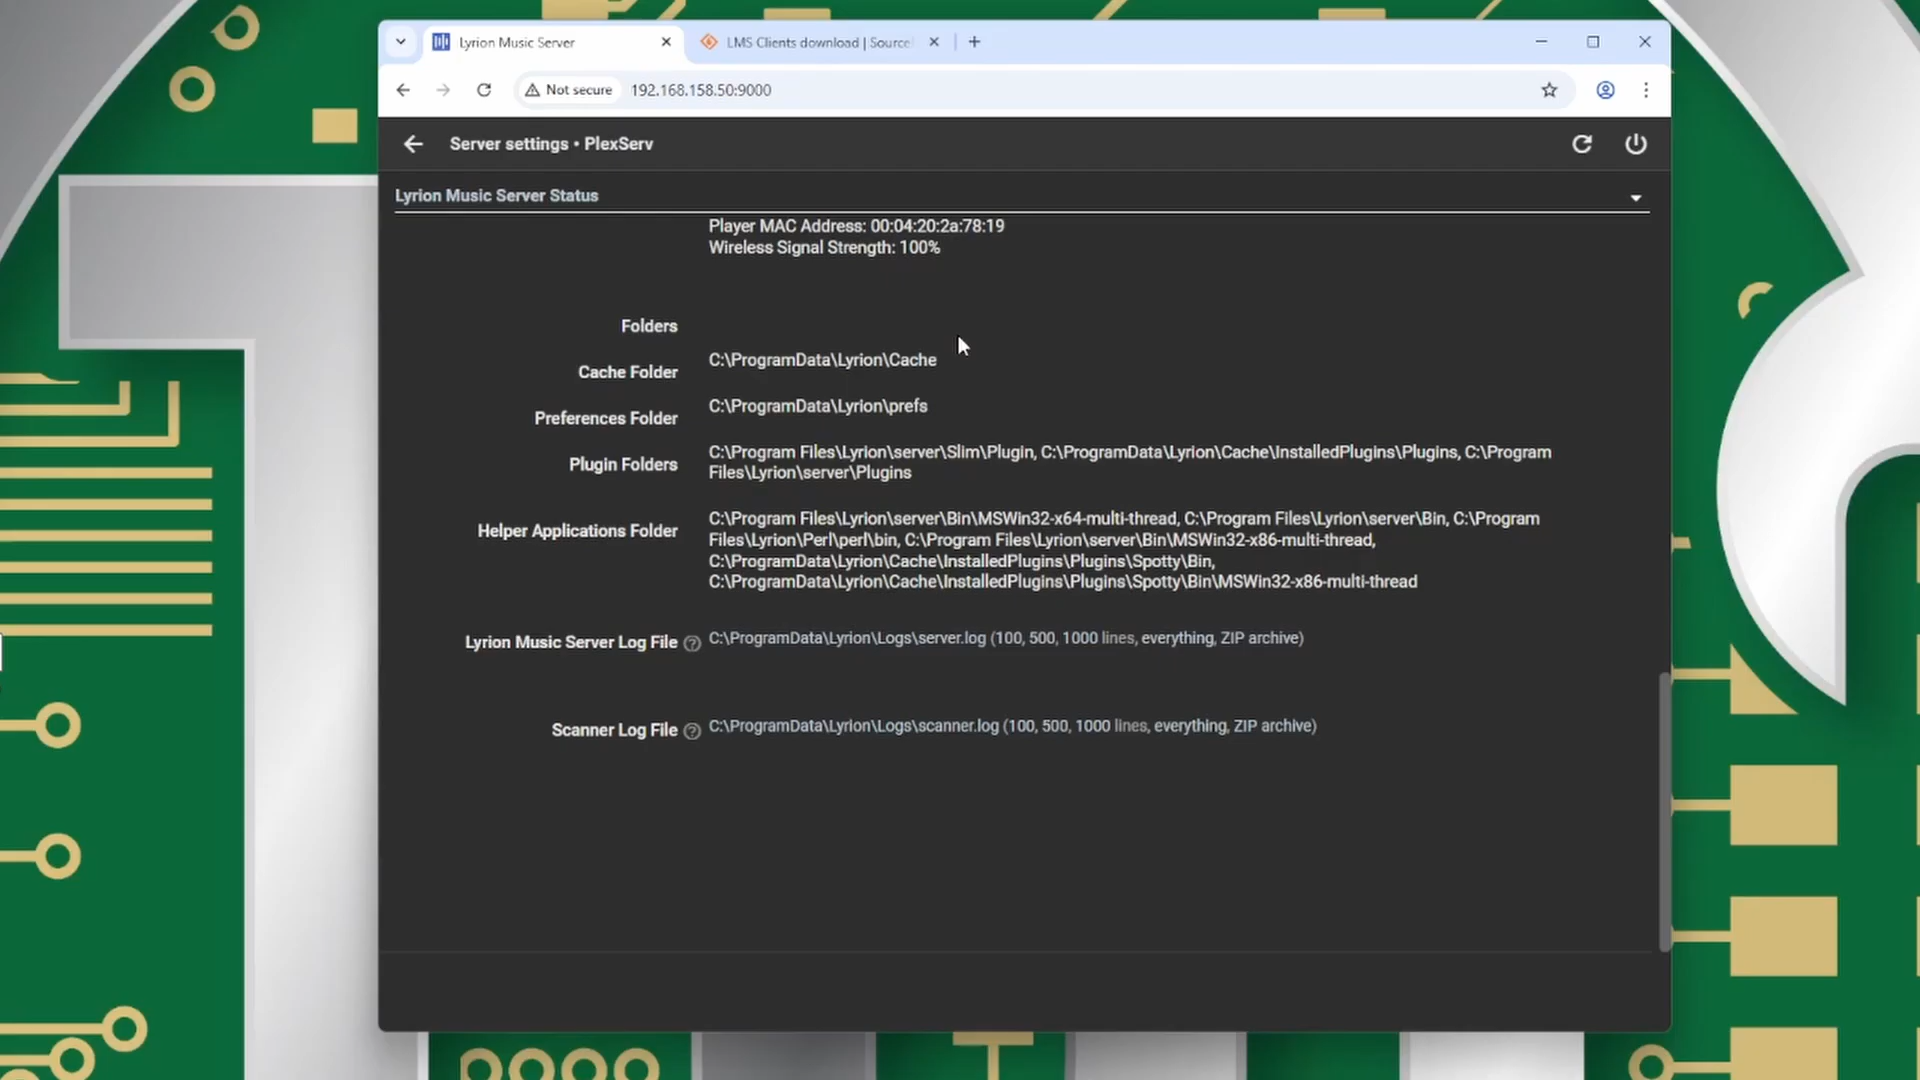 Lyrion Music Server
LMS Clients download | Source
Not secure
192.168.158.50:9000
Server settings • PlexServ
Lyrion Music Server Status
Player MAC Address: 00:04:20:2a:78:19
Wireless Signal Strength: 100%
Folders
Cache Folder
C:\ProgramData\Lyrion\Cache
Preferences Folder
C:\ProgramData\Lyrion\prefs
Plugin Folders
C:\Program Files\Lyrion\server\Slim\Plugin, C:\ProgramData\Lyrion\Cache\InstalledPlugins\Plugins, C:\Program
Files\Lyrion\server\Plugins
Helper Applications Folder
C:\Program Files\Lyrion\server\Bin\MSWin32-x64-multi-thread, C:\Program Files\Lyrion\server\Bin, C:\Program
Files\Lyrion\Perl\perl\bin, C:\Program Files\Lyrion\server\Bin\MSWin32-x86-multi-thread,
C:\ProgramData\Lyrion\Cache\InstalledPlugins\Plugins\Spotty\Bin,
C:\ProgramData\Lyrion\Cache\InstalledPlugins\Plugins\Spotty\Bin\MSWin32-x86-multi-thread
Lyrion Music Server Log File
C:\ProgramData\Lyrion\Logs\server.log (100, 500, 1000 lines, everything, ZIP archive)
Scanner Log File
C:\ProgramData\Lyrion\Logs\scanner.log (100, 500, 1000 lines, everything, ZIP archive)